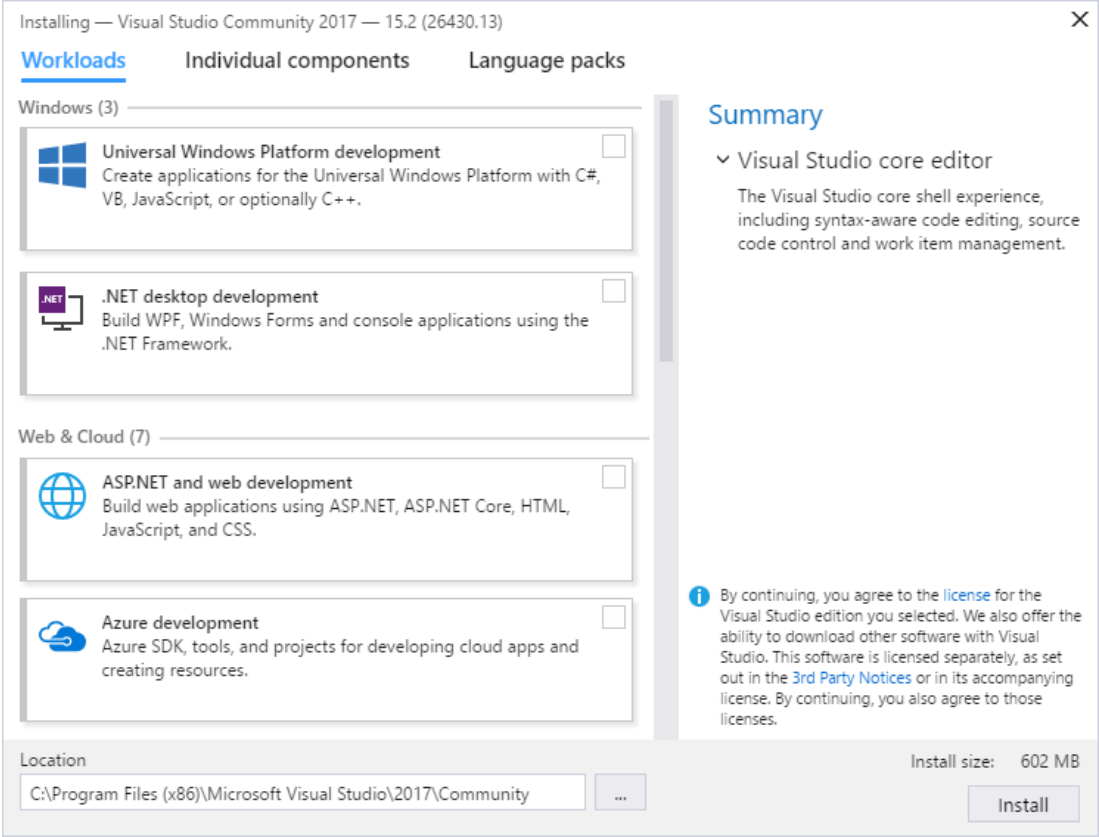 Installing — Visual Studio Community 2017 — 15.2 (26430.13)
Workloads
Individual components
Language packs
Windows (3)
Universal Windows Platform development
Create applications for the Universal Windows Platform with C#,
VB, JavaScript, or optionally C++.
.NET
.NET desktop development
Build WPF, Windows Forms and console applications using the
.NET Framework.
Web & Cloud (7)
ASP.NET and web development
Build web applications using ASP.NET, ASP.NET Core, HTML,
JavaScript, and CSS.
Azure development
Azure SDK, tools, and projects for developing cloud apps and
creating resources.
Summary
Visual Studio core editor
The Visual Studio core shell experience,
including syntax-aware code editing, source
code control and work item management.
By continuing, you agree to the license for the
Visual Studio edition you selected. We also offer the
ability to download other software with Visual
Studio. This software is licensed separately, as set
out in the 3rd Party Notices or in its accompanying
license. By continuing, you also agree to those
licenses.
Location
C:\Program Files (x86)\Microsoft Visual Studio\2017\Community
...
Install size: 602 MB
Install